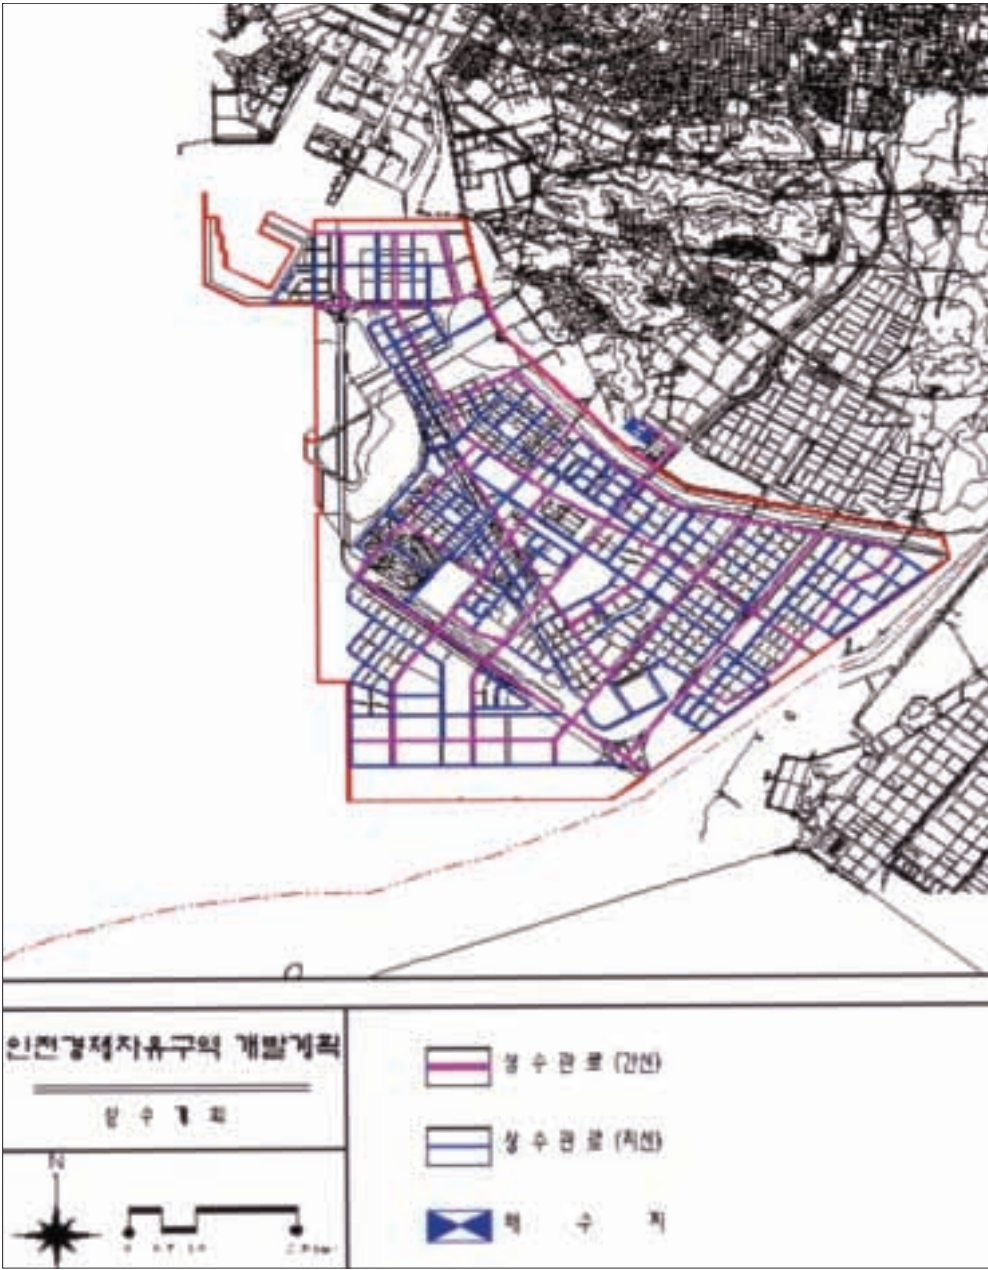 인천경제자유구역 개발계획
상 수 계 획
N
상 수 관 로 (간선)
상 수 관 로 (지선)
배 수 지